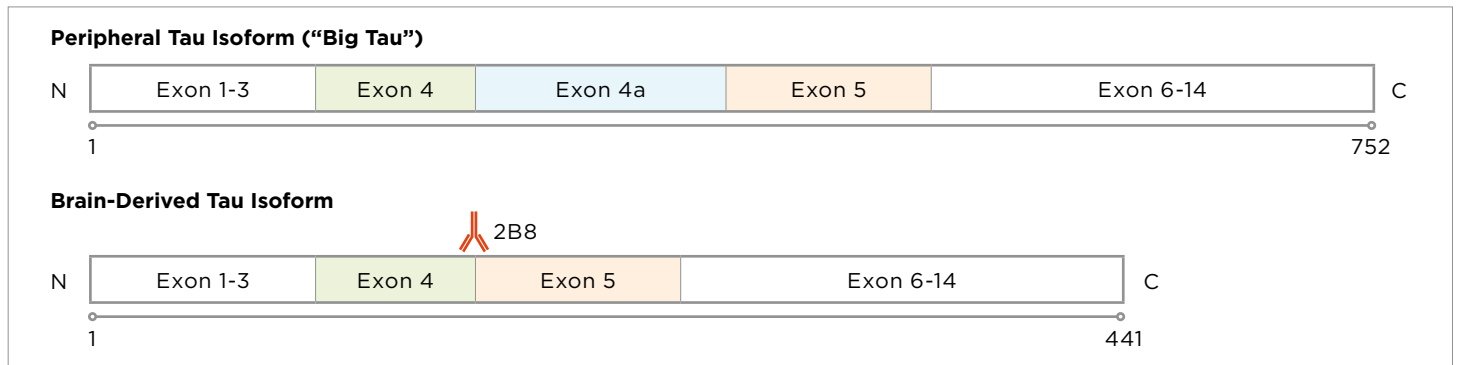 Peripheral Tau Isoform (“Big Tau”)
N Exon 1-3 Exon 4 Exon 4a Exon 5 Exon 6-14 C
1 752
Brain-Derived Tau Isoform
2B8
N Exon 1-3 Exon 4 Exon 5 Exon 6-14 C
1 441